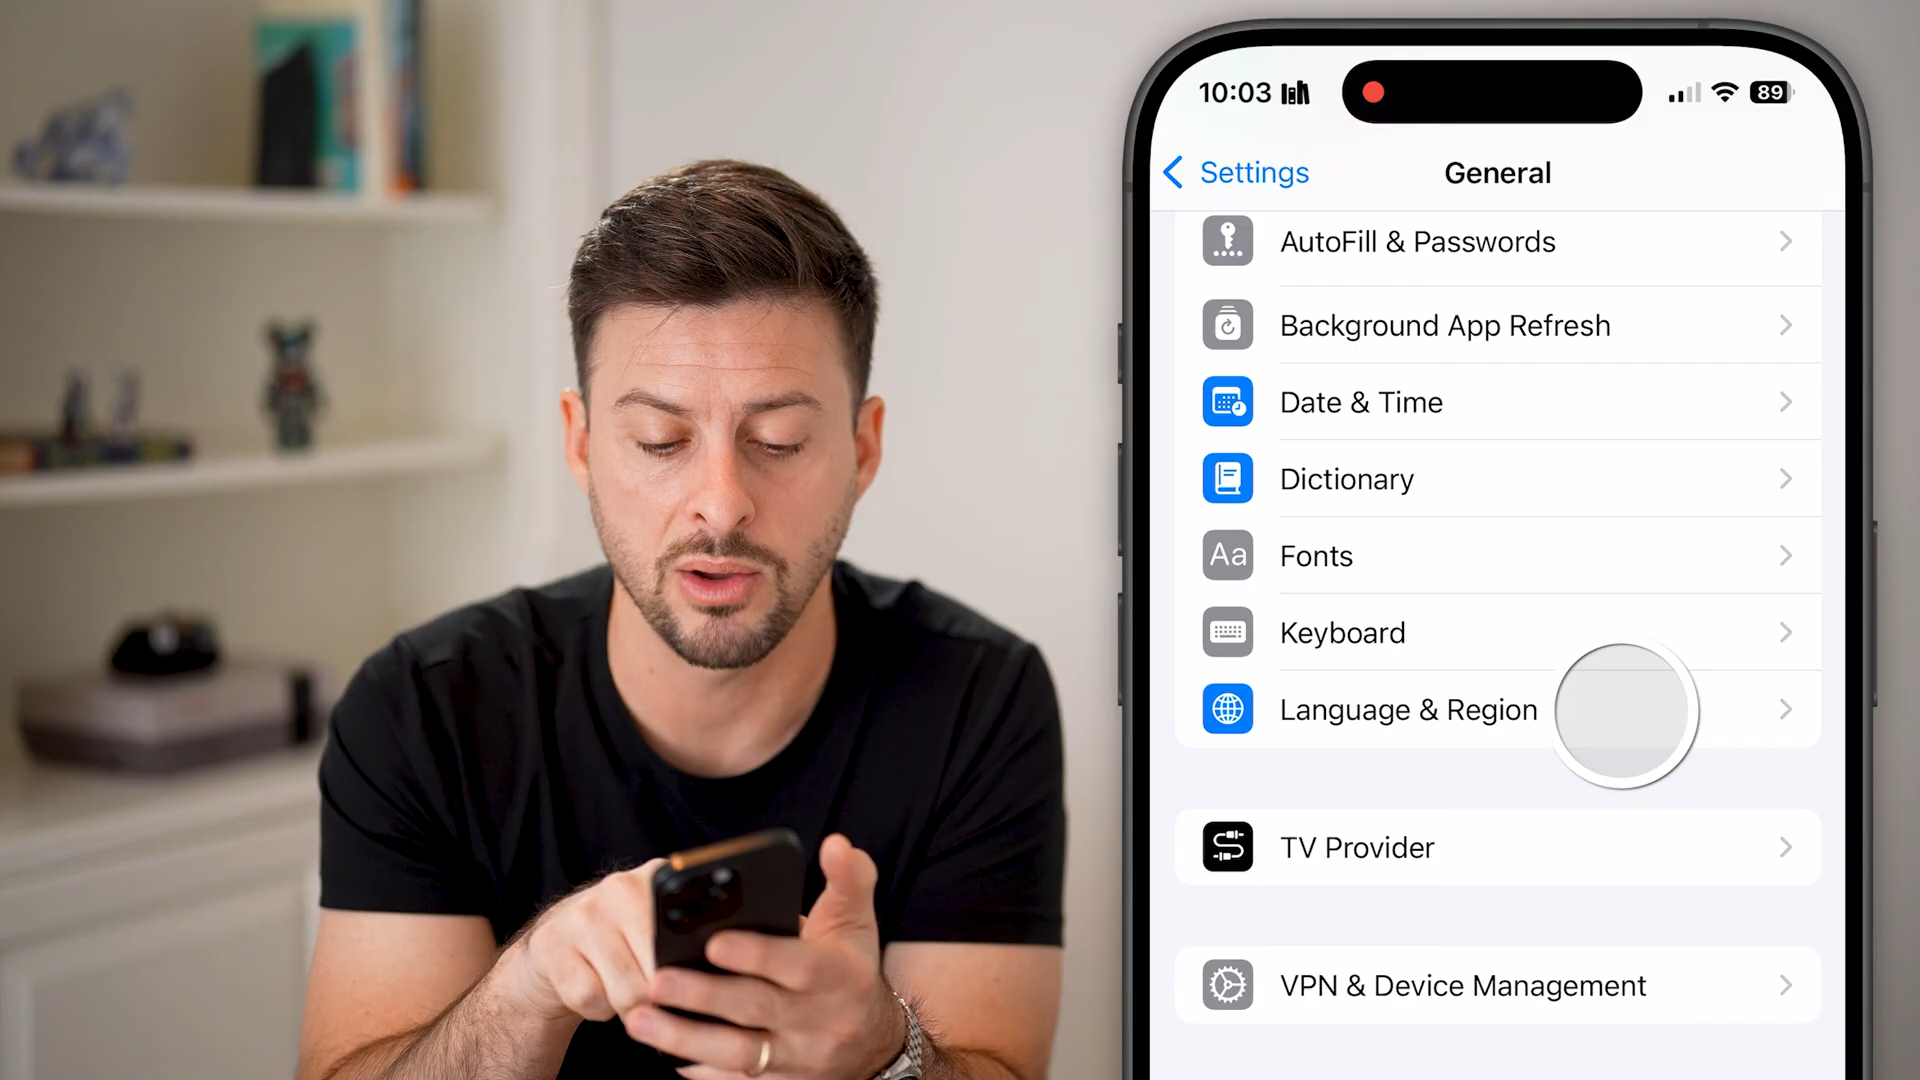 10:03
89
Settings
General
AutoFill & Passwords
Background App Refresh
Date & Time
Dictionary
Aa
Fonts
Keyboard
Language & Region
TV Provider
VPN & Device Management